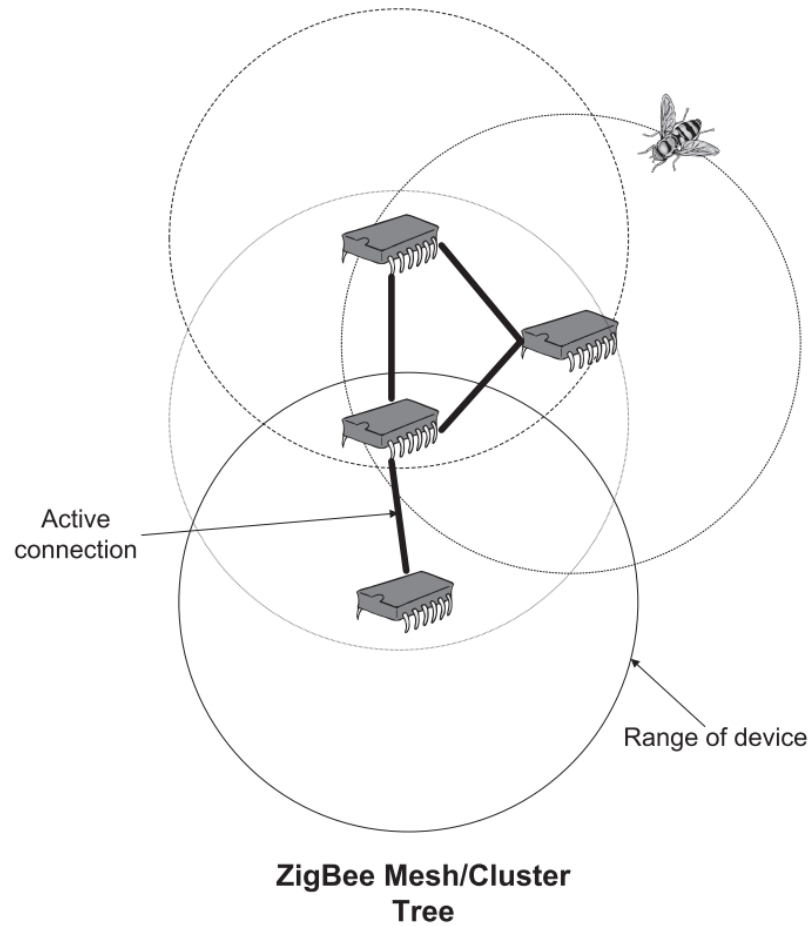 Active
connection
Range of device
ZigBee Mesh/Cluster
Tree